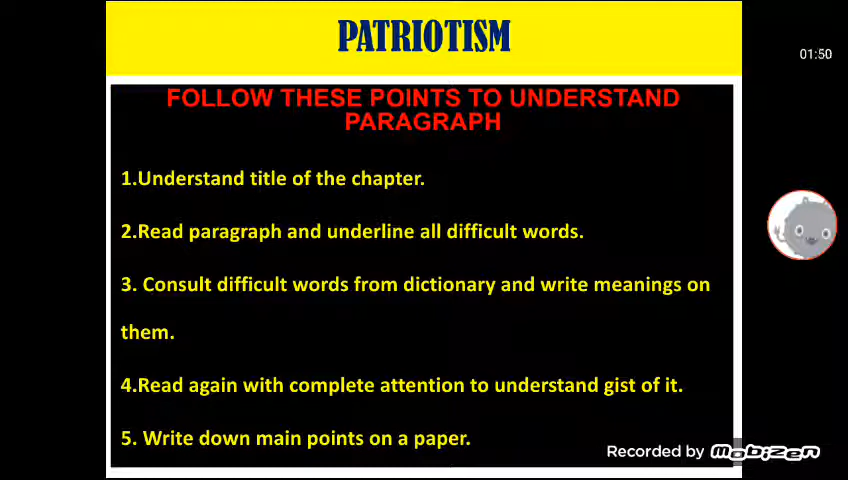 PATRIOTISM
01:50
FOLLOW THESE POINTS TO UNDERSTAND
PARAGRAPH
1.Understand title of the chapter.
2.Read paragraph and underline all difficult words.
3. Consult difficult words from dictionary and write meanings on
them.
4.Read again with complete attention to understand gist of it.
5. Write down main points on a paper.
Recorded by Mobizen